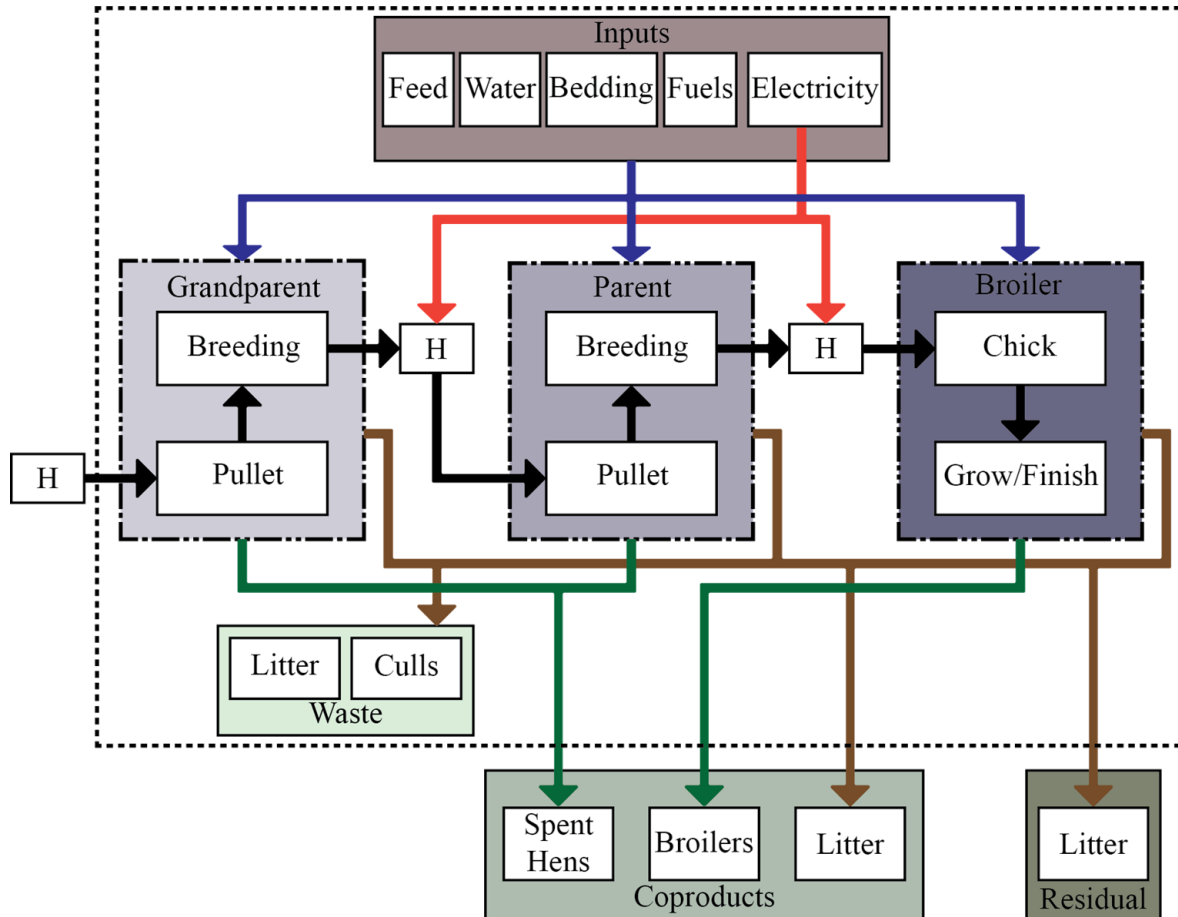 Inputs
Feed
Water
Bedding
Fuels
Electricity
Grandparent
Breeding
Pullet
H
H
Parent
Breeding
Pullet
H
Broiler
Chick
Grow/Finish
Litter
Culls
Waste
Spent
Hens
Broilers
Litter
Coproducts
Litter
Residual